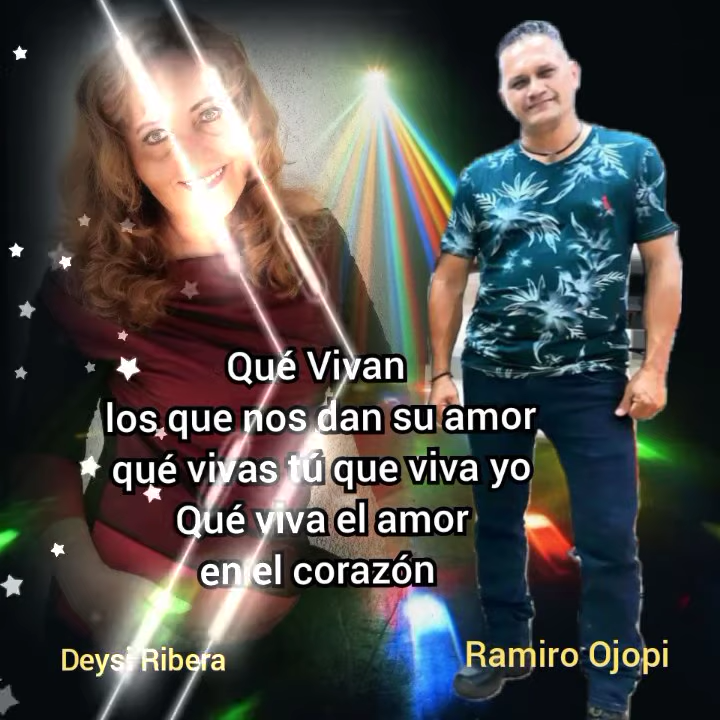 Qué Vivan
los que nos dan su amor
qué vivas tú que viva yo
Qué viva el amor
en el corazón
Deysi Ribera
Ramiro Ojopi